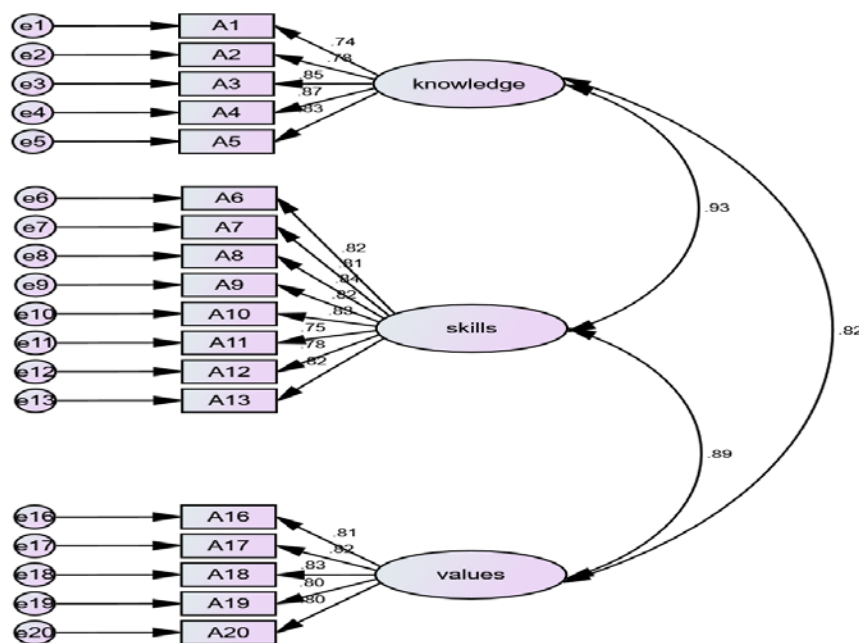 e1 A1
.74
e2 A2
.78
e3 A3 .85 knowledge
.87
e4 A4 .83
e5 A5
e6 A6
.93
e7 A7
.82
e8 A8 .81
.84
e9 A9 .82
e10 A10 .83
.75 skills .82
e11 A11 .78
.82
e12 A12
e13 A13
.89
e16 A16
.81
e17 A17 .82
.83
e18 A18 values
.80
e19 A19 .80
e20 A20